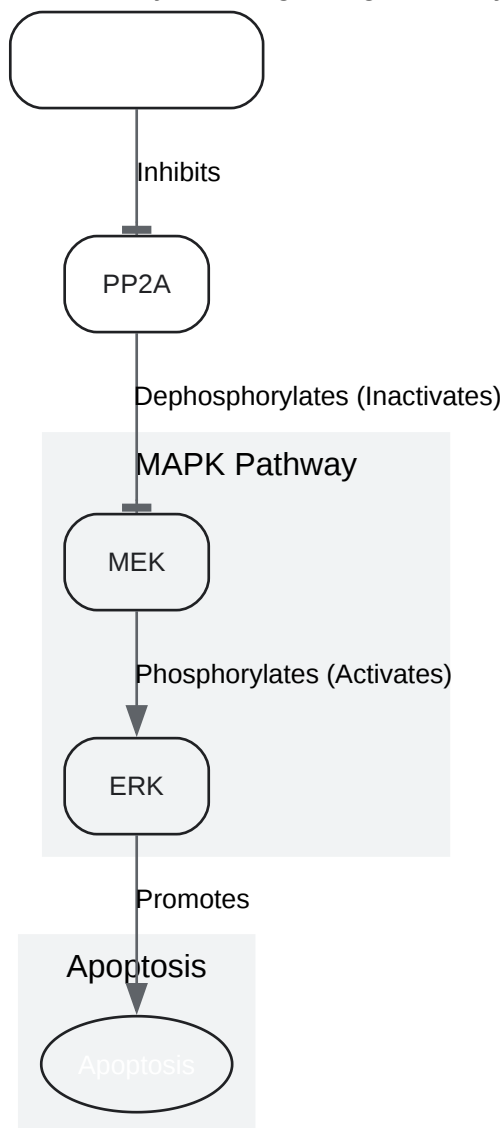 Inhibits
PP2A
Dephosphorylates (Inactivates)
MAPK Pathway
MEK
Phosphorylates (Activates)
ERK
Promotes
Apoptosis
Apoptosis